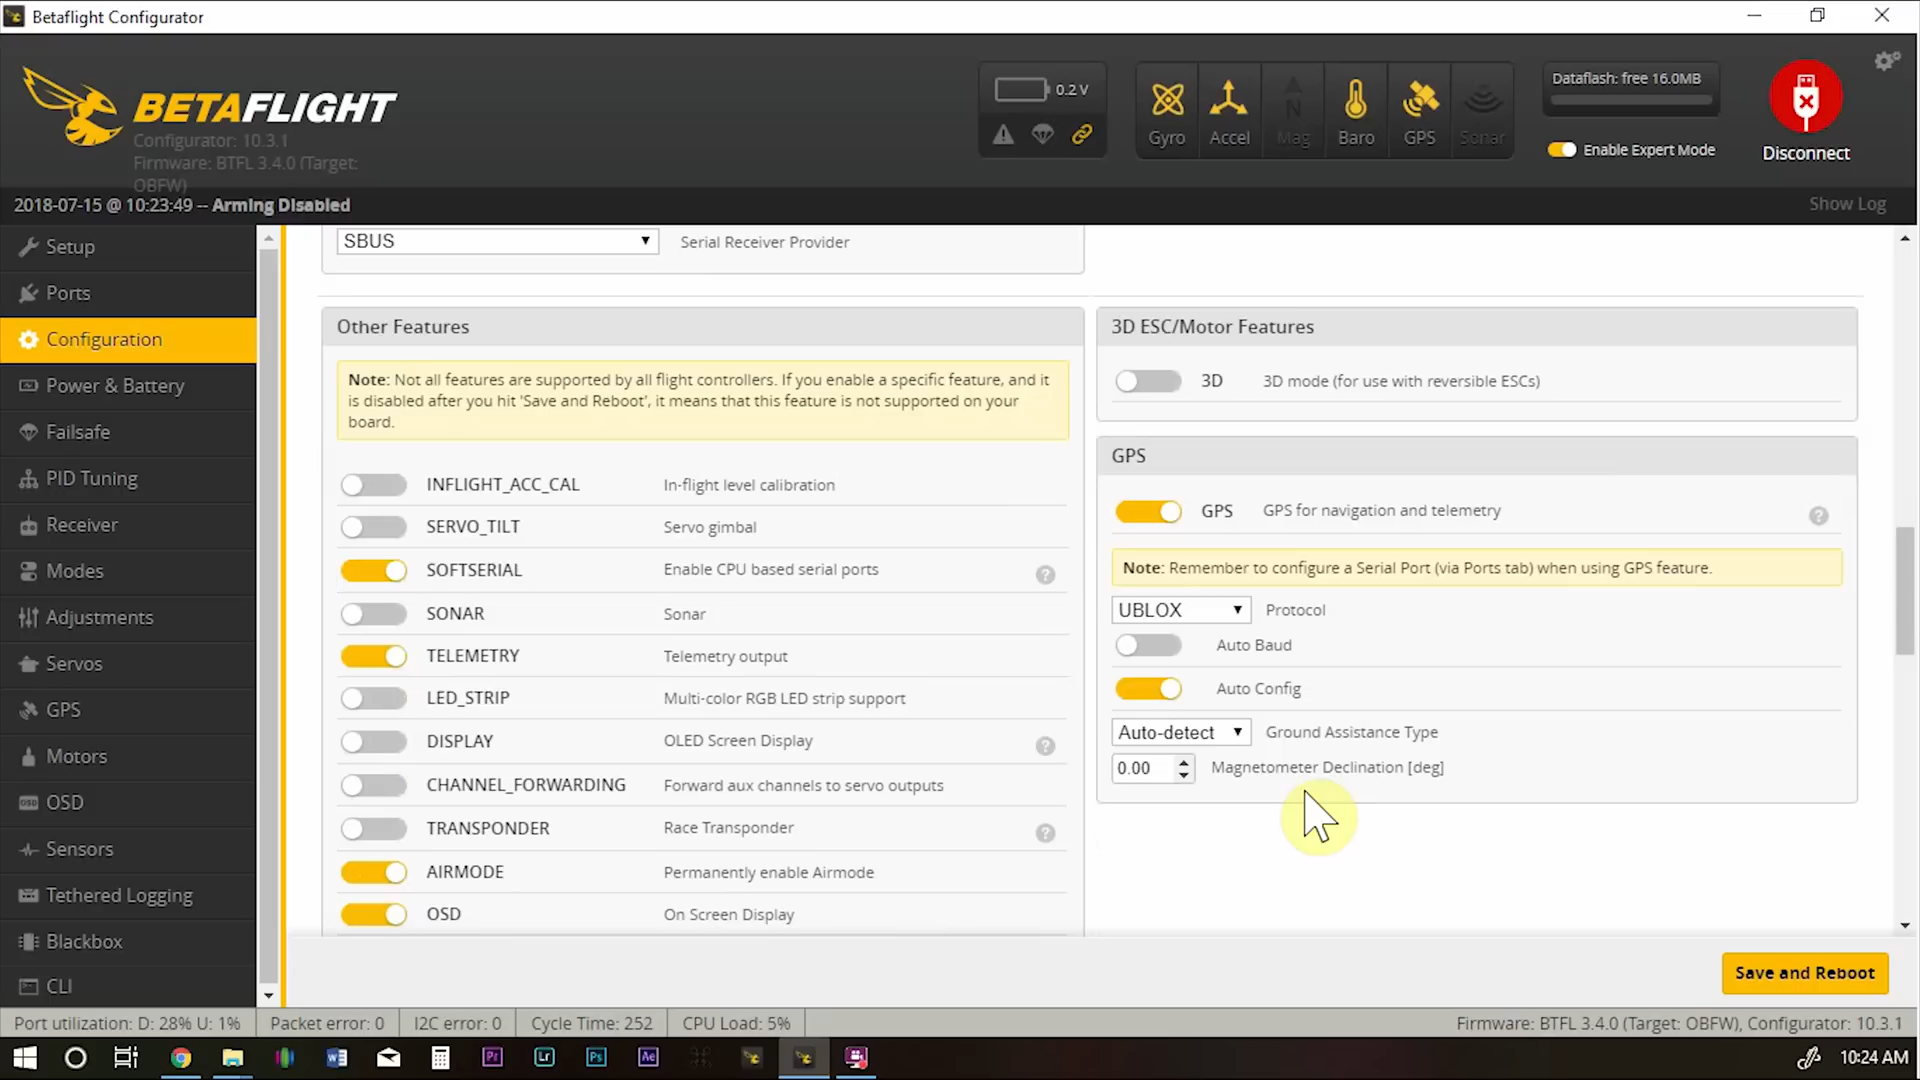 Betaflight Configurator
BETAFLIGHT
Configurator: 10.3.1
Firmware: BTFL 3.4.0 (Target:
OBFW)
0.2 V
Gyro
Accel
Mag
Baro
GPS
Sonar
Dataflash: free 16.0MB
Enable Expert Mode
Disconnect
2018-07-15 @ 10:23:49 -- Arming Disabled
Show Log
Setup
Ports
Configuration
Power & Battery
Failsafe
PID Tuning
Receiver
Modes
Adjustments
Servos
GPS
Motors
OSD
Sensors
Tethered Logging
Blackbox
CLI
SBUS Serial Receiver Provider
Other Features
Note: Not all features are supported by all flight controllers. If you enable a specific feature, and it
is disabled after you hit 'Save and Reboot', it means that this feature is not supported on your
board.
INFLIGHT_ACC_CAL In-flight level calibration
SERVO_TILT Servo gimbal
SOFTSERIAL Enable CPU based serial ports ?
SONAR Sonar
TELEMETRY Telemetry output
LED_STRIP Multi-color RGB LED strip support
DISPLAY OLED Screen Display ?
CHANNEL_FORWARDING Forward aux channels to servo outputs
TRANSPONDER Race Transponder ?
AIRMODE Permanently enable Airmode
OSD On Screen Display
3D ESC/Motor Features
3D 3D mode (for use with reversible ESCs)
GPS
GPS GPS for navigation and telemetry ?
Note: Remember to configure a Serial Port (via Ports tab) when using GPS feature.
UBLOX Protocol
Auto Baud
Auto Config
Auto-detect Ground Assistance Type
0.00 Magnetometer Declination [deg]
Save and Reboot
Port utilization: D: 28% U: 1% Packet error: 0 I2C error: 0 Cycle Time: 252 CPU Load: 5% Firmware: BTFL 3.4.0 (Target: OBFW), Configurator: 10.3.1
Pr Lr Ps Ae 10:24 AM